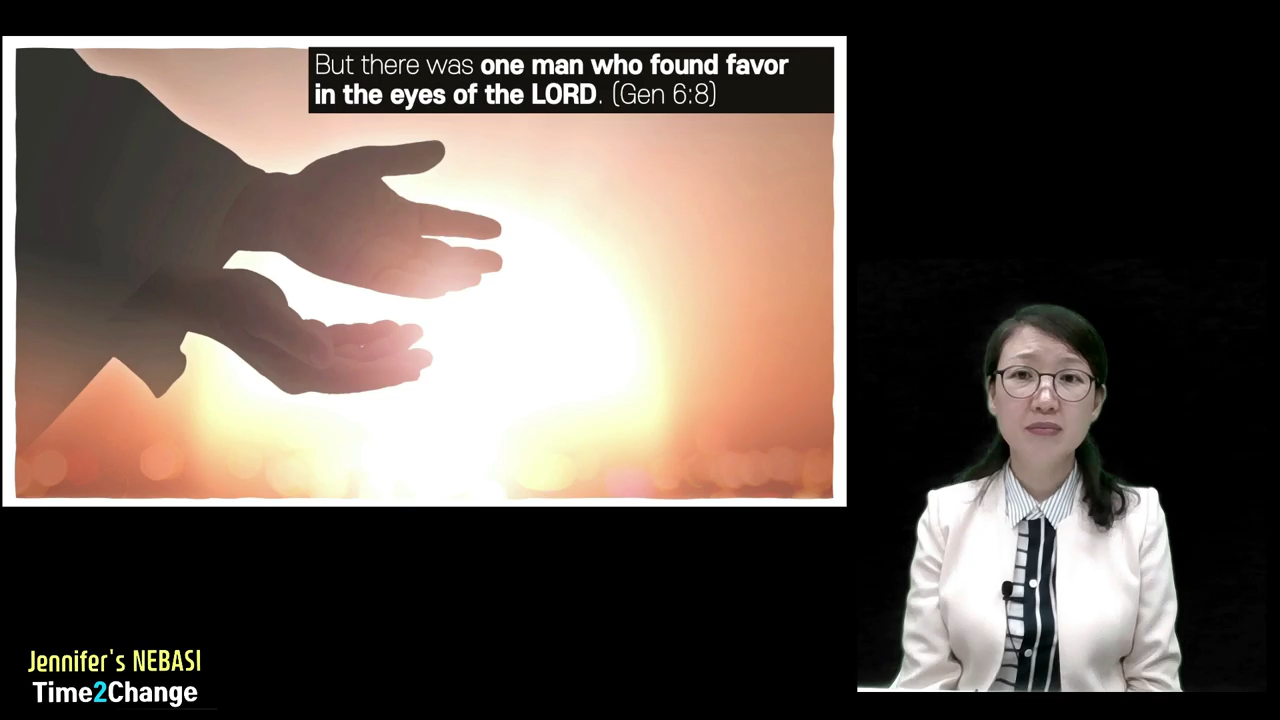 But there was one man who found favor
in the eyes of the LORD. (Gen 6:8)
Jennifer's NEBASI
Time2Change